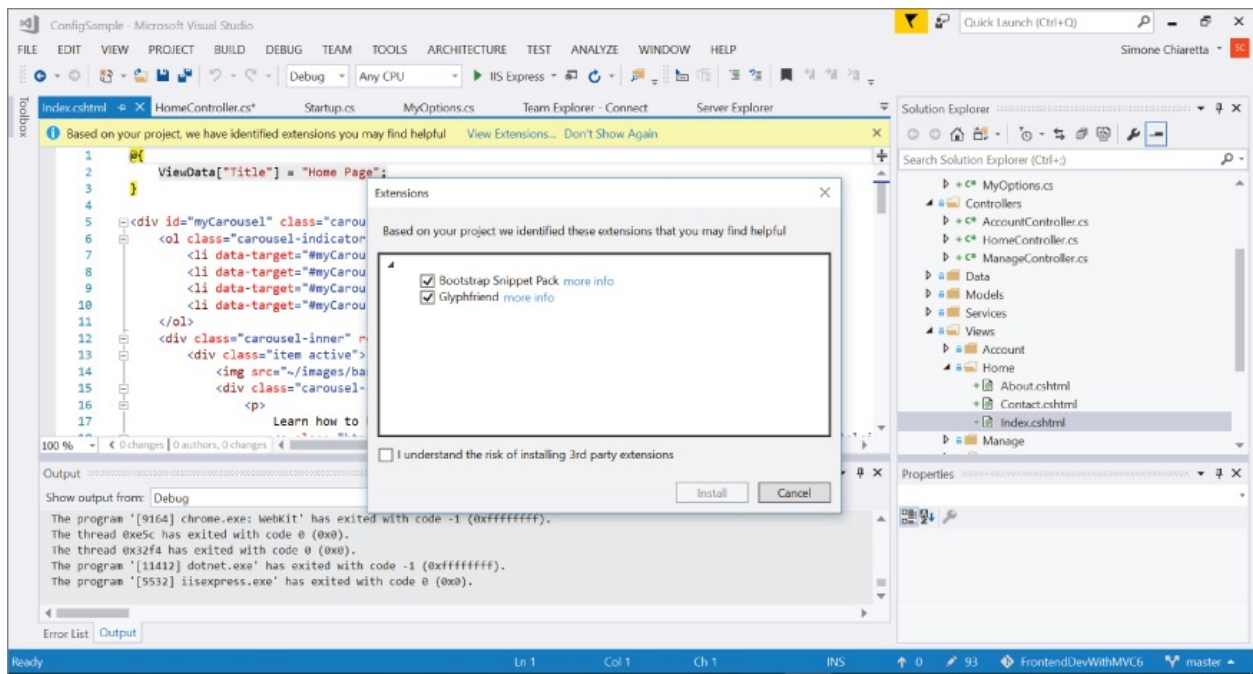 ConfigSample - Microsoft Visual Studio
Quick Launch (Ctrl+Q)
FILE EDIT VIEW PROJECT BUILD DEBUG TEAM TOOLS ARCHITECTURE TEST ANALYZE WINDOW HELP
Simone Chiaretta SC
Debug Any CPU IIS Express
Toolbox
Index.cshtml HomeController.cs* Startup.cs MyOptions.cs Team Explorer - Connect Server Explorer
Based on your project, we have identified extensions you may find helpful View Extensions... Don't Show Again
1 @{
2 ViewData["Title"] = "Home Page";
3 }
4
5 <div id="myCarousel" class="carou
6 <ol class="carousel-indicator
7 <li data-target="#myCarou
8 <li data-target="#myCarou
9 <li data-target="#myCarou
10 <li data-target="#myCarou
11 </ol>
12 <div class="carousel-inner" r
13 <div class="item active">
14 <img src="~/images/ba
15 <div class="carousel-
16 <p>
17 Learn how to
100 % 0 changes | 0 authors, 0 changes
Extensions
Based on your project we identified these extensions that you may find helpful
Bootstrap Snippet Pack more info
Glyphfriend more info
I understand the risk of installing 3rd party extensions
Install Cancel
Output
Show output from: Debug
The program '[9164] chrome.exe: WebKit' has exited with code -1 (0xffffffff).
The thread 0xe5c has exited with code 0 (0x0).
The thread 0x32f4 has exited with code 0 (0x0).
The program '[11412] dotnet.exe' has exited with code -1 (0xffffffff).
The program '[5532] iisexpress.exe' has exited with code 0 (0x0).
Error List Output
Solution Explorer
Search Solution Explorer (Ctrl+;)
MyOptions.cs
Controllers
AccountController.cs
HomeController.cs
ManageController.cs
Data
Models
Services
Views
Account
Home
About.cshtml
Contact.cshtml
Index.cshtml
Manage
Properties
Ready Ln 1 Col 1 Ch 1 INS 0 93 FrontendDevWithMVC6 master